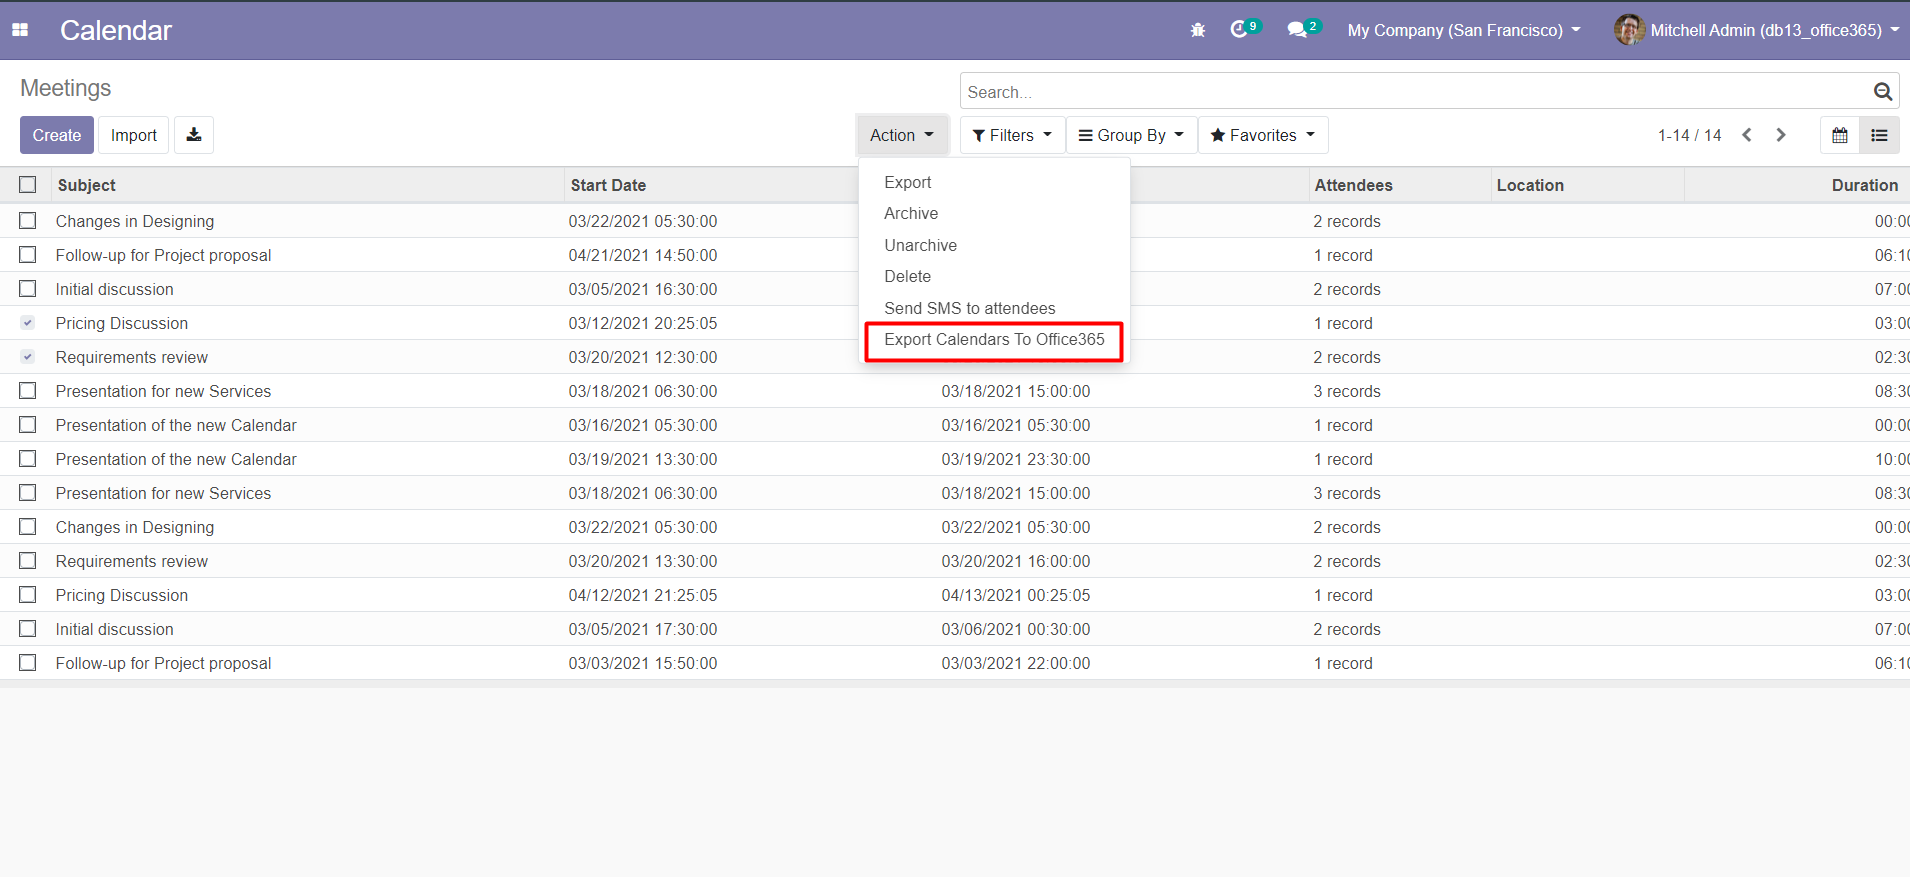 Calendar
9
2
My Company (San Francisco)
Mitchell Admin (db13_office365)
Meetings
Search...
Create
Import
Action
Filters
Group By
Favorites
1-14 / 14
Export
Archive
Unarchive
Delete
Send SMS to attendees
Export Calendars To Office365
Subject Start Date Attendees Location Duration
Changes in Designing 03/22/2021 05:30:00 2 records 00:00
Follow-up for Project proposal 04/21/2021 14:50:00 1 record 06:10
Initial discussion 03/05/2021 16:30:00 2 records 07:00
Pricing Discussion 03/12/2021 20:25:05 1 record 03:00
Requirements review 03/20/2021 12:30:00 2 records 02:30
Presentation for new Services 03/18/2021 06:30:00 03/18/2021 15:00:00 3 records 08:30
Presentation of the new Calendar 03/16/2021 05:30:00 03/16/2021 05:30:00 1 record 00:00
Presentation of the new Calendar 03/19/2021 13:30:00 03/19/2021 23:30:00 1 record 10:00
Presentation for new Services 03/18/2021 06:30:00 03/18/2021 15:00:00 3 records 08:30
Changes in Designing 03/22/2021 05:30:00 03/22/2021 05:30:00 2 records 00:00
Requirements review 03/20/2021 13:30:00 03/20/2021 16:00:00 2 records 02:30
Pricing Discussion 04/12/2021 21:25:05 04/13/2021 00:25:05 1 record 03:00
Initial discussion 03/05/2021 17:30:00 03/06/2021 00:30:00 2 records 07:00
Follow-up for Project proposal 03/03/2021 15:50:00 03/03/2021 22:00:00 1 record 06:10